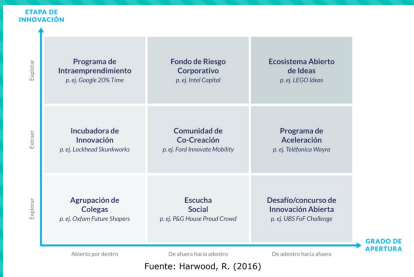 ETAPA DE
INNOVACIÓN
Explotar
Programa de
Intraemprendimiento
p. ej. Google 20% Time
Fondo de Riesgo
Corporativo
p. ej. Intel Capital
Ecosistema Abierto
de Ideas
p. ej. LEGO Ideas
Extraer
Incubadora de
Innovación
p. ej. Lockhead Skunkworks
Comunidad de
Co-Creación
p. ej. Ford Innovate Mobility
Programa de
Aceleración
p. ej. Teléfonica Wayra
Explorar
Agrupación de
Colegas
p. ej. Oxfam Future Shapers
Escucha
Social
p. ej. P&G House Proud Crowd
Desafío/concurso de
Innovación Abierta
p. ej. UBS FoF Challenge
GRADO DE
APERTURA
Abierto por dentro
De afuera hacia adentro
De adentro hacia afuera
Fuente: Harwood, R. (2016)